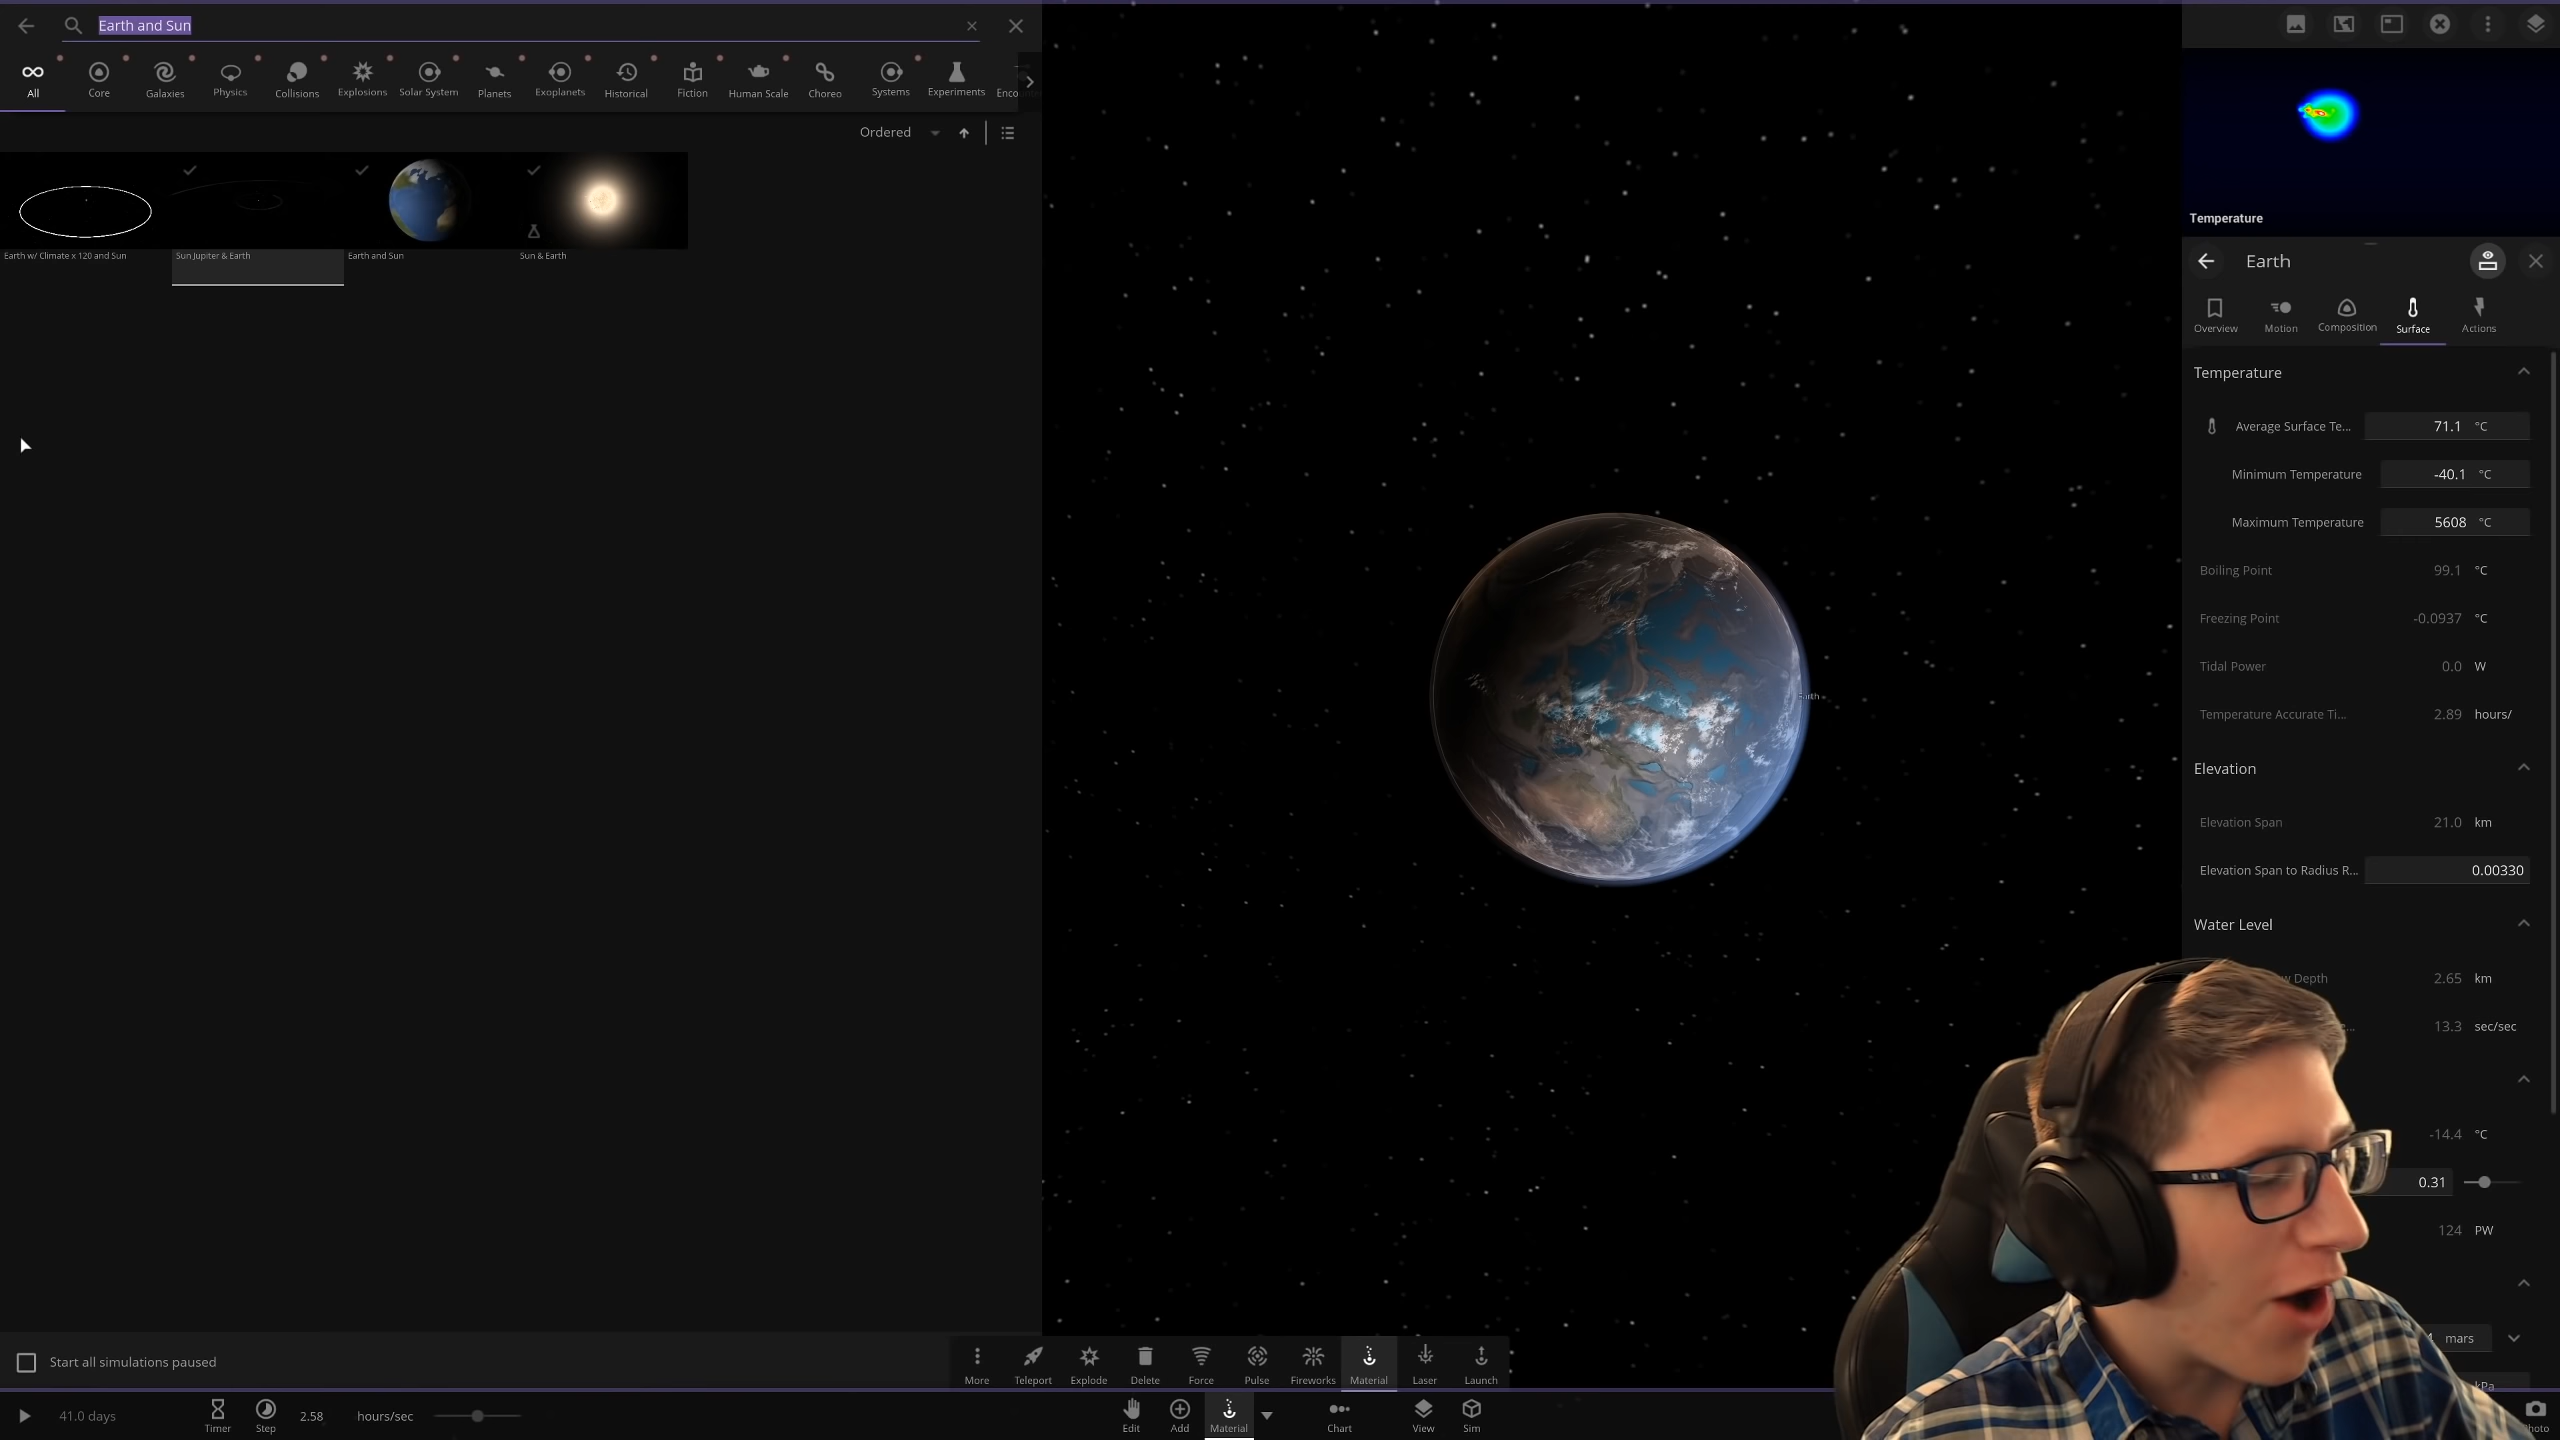 Earth and Sun
All
Core
Galaxies
Physics
Collisions
Explosions
Solar System
Planets
Exoplanets
Historical
Fiction
Human Scale
Choreo
Systems
Experiments
Enco
Ordered
Earth w/ Climate x 120 and Sun
Sun Jupiter & Earth
Earth and Sun
Sun & Earth
Temperature
Earth
Overview
Motion
Composition
Surface
Actions
Temperature
Average Surface Te... 71.1 °C
Minimum Temperature -40.1 °C
Maximum Temperature 5608 °C
Boiling Point 99.1 °C
Freezing Point -0.0937 °C
Tidal Power 0.0 W
Temperature Accurate Ti... 2.89 hours/
Elevation
Elevation Span 21.0 km
Elevation Span to Radius R... 0.00330
Water Level
Depth 2.65 km
13.3 sec/sec
-14.4 °C
0.31
124 PW
mars
kPa
Earth
Start all simulations paused
More
Teleport
Explode
Delete
Force
Pulse
Fireworks
Material
Laser
Launch
41.0 days
Timer
Step
2.58 hours/sec
Edit
Add
Material
Chart
View
Sim